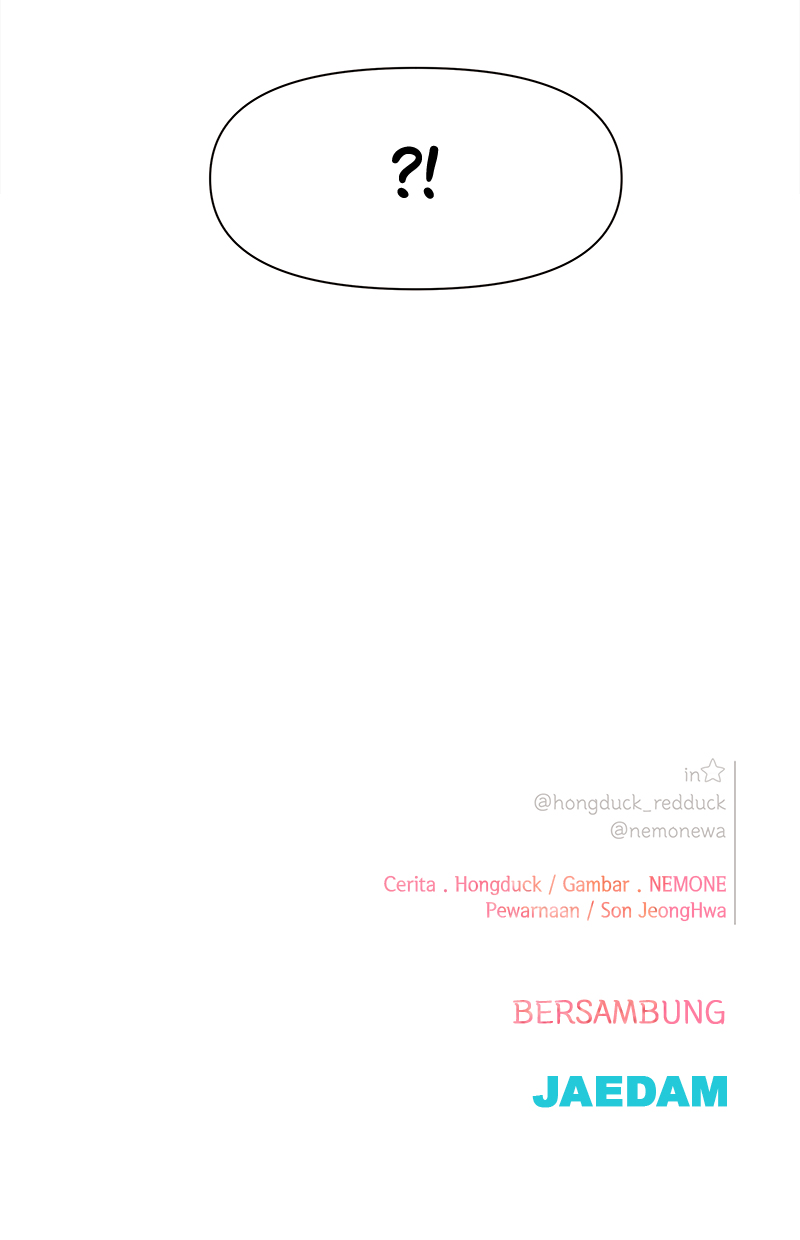 ?!
in☆
@hongduck_redduck
@nemonewa
Cerita . Hongduck / Gambar . NEMONE
Pewarnaan / Son JeongHwa
BERSAMBUNG
JAEDAM